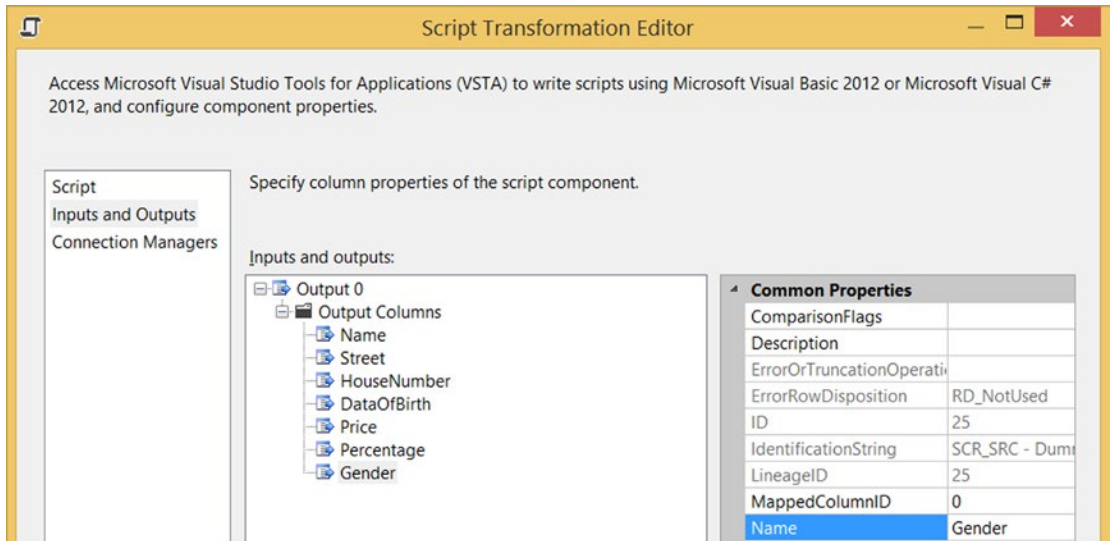 Script Transformation Editor
Access Microsoft Visual Studio Tools for Applications (VSTA) to write scripts using Microsoft Visual Basic 2012 or Microsoft Visual C#
2012, and configure component properties.
Script
Inputs and Outputs
Connection Managers
Specify column properties of the script component.
Inputs and outputs:
Output 0
Output Columns
Name
Street
HouseNumber
DataOfBirth
Price
Percentage
Gender
Common Properties
ComparisonFlags
Description
ErrorOrTruncationOperati
ErrorRowDisposition RD_NotUsed
ID 25
IdentificationString SCR_SRC - Dum
LineageID 25
MappedColumnID 0
Name Gender